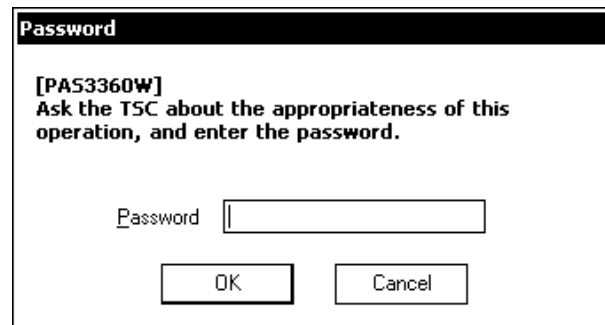 Password
[PAS3360W]
Ask the TSC about the appropriateness of this
operation, and enter the password.
Password
OK
Cancel